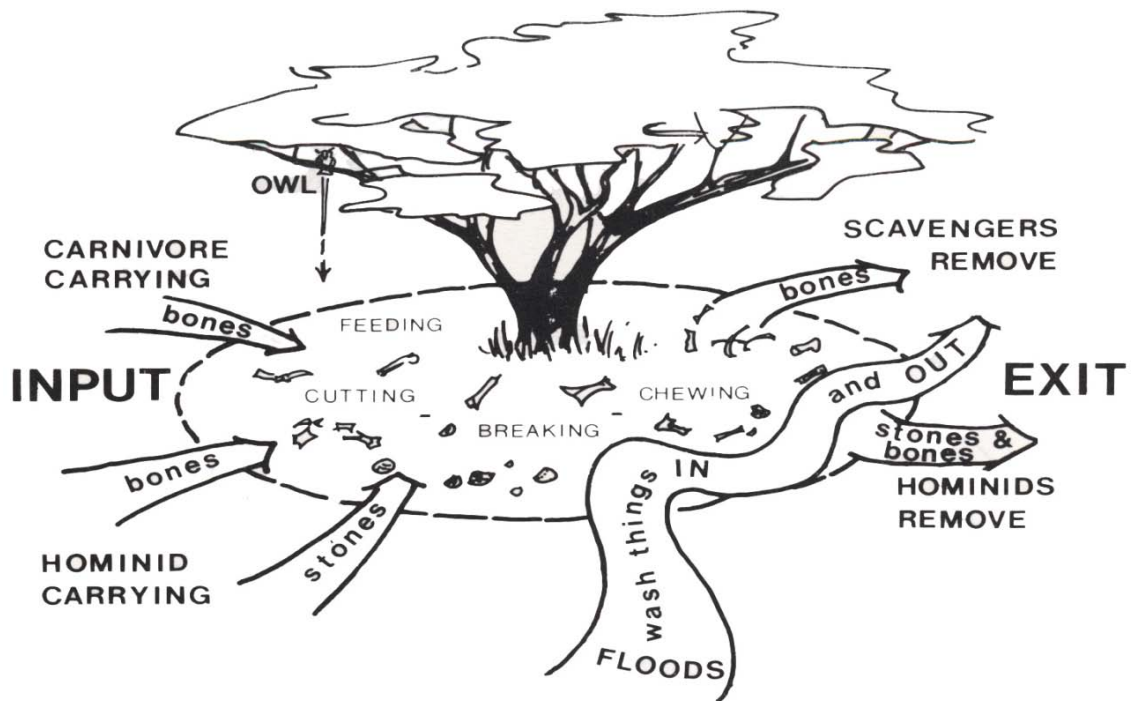 OWL
CARNIVORE
CARRYING
bones
SCAVENGERS
REMOVE
bones
FEEDING
INPUT
CUTTING
CHEWING
BREAKING
and OUT
EXIT
stones &
bones
HOMINIDS
REMOVE
bones
HOMINID
CARRYING
stones
IN
wash things
FLOODS